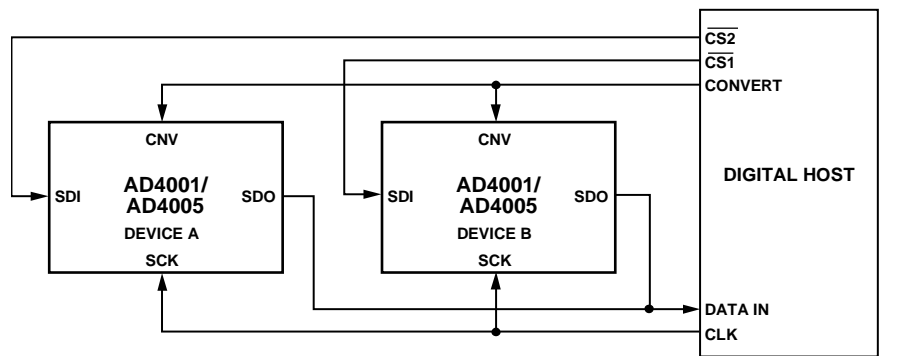 CS2
CS1
CONVERT
CNV
CNV
SDI
AD4001/
AD4005
SDO
SDI
AD4001/
AD4005
SDO
DIGITAL HOST
DEVICE A
DEVICE B
SCK
SCK
DATA IN
CLK